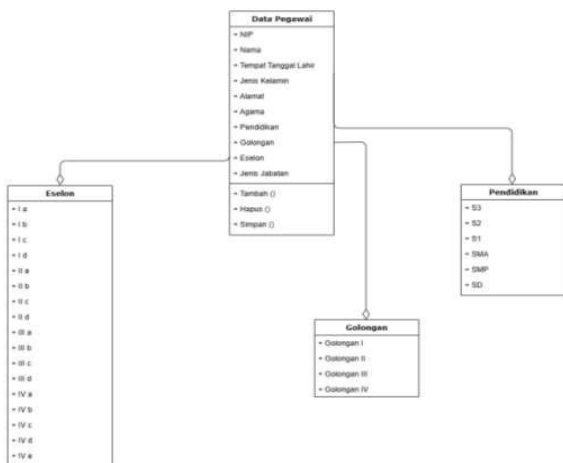 Data Pegawai
+ NIP
+ Nama
+ Tempat Tanggal Lahir
+ Jenis Kelamin
+ Alamat
+ Agama
+ Pendidikan
+ Golongan
+ Eselon
+ Jenis Jabatan
+ Tambah ()
+ Hapus ()
+ Simpan ()
Eselon
+ I a
+ I b
+ I c
+ I d
+ II a
+ II b
+ II c
+ II d
+ III a
+ III b
+ III c
+ III d
+ IV a
+ IV b
+ IV c
+ IV d
+ IV e
Golongan
+ Golongan I
+ Golongan II
+ Golongan III
+ Golongan IV
Pendidikan
+ S3
+ S2
+ S1
+ SMA
+ SMP
+ SD